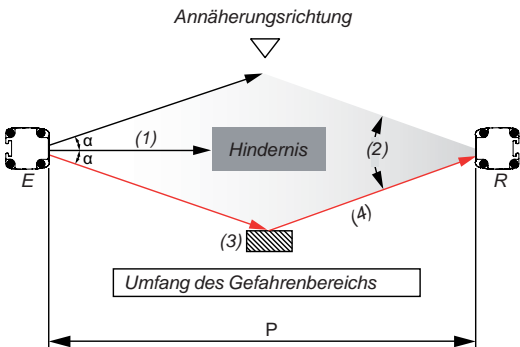 Annäherungsrichtung
α
(1)
α
Hindernis
(2)
E
R
(3)
(4)
Umfang des Gefahrenbereichs
P